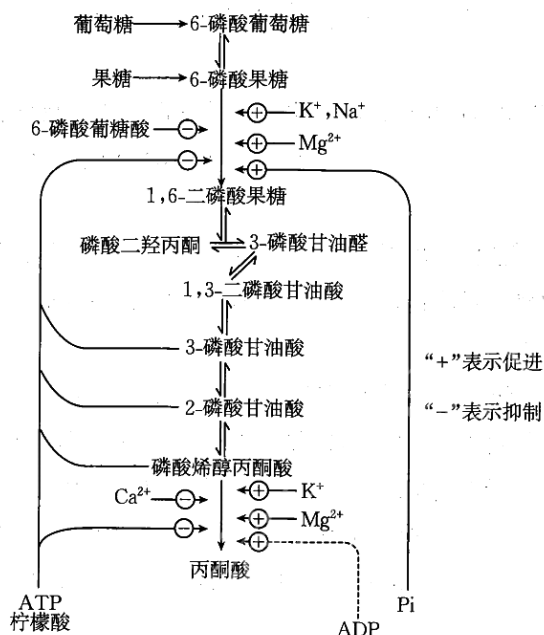 葡萄糖 6-磷酸葡萄糖
果糖 6-磷酸果糖
K⁺,Na⁺
6-磷酸葡糖酸 − +
Mg²⁺
+
− +
1,6-二磷酸果糖
磷酸二羟丙酮 3-磷酸甘油醛
1,3-二磷酸甘油酸
3-磷酸甘油酸
“+”表示促进
2-磷酸甘油酸
“−”表示抑制
磷酸烯醇丙酮酸
Ca²⁺ − + K⁺
+ Mg²⁺
− +
丙酮酸
ATP
柠檬酸
ADP
Pi